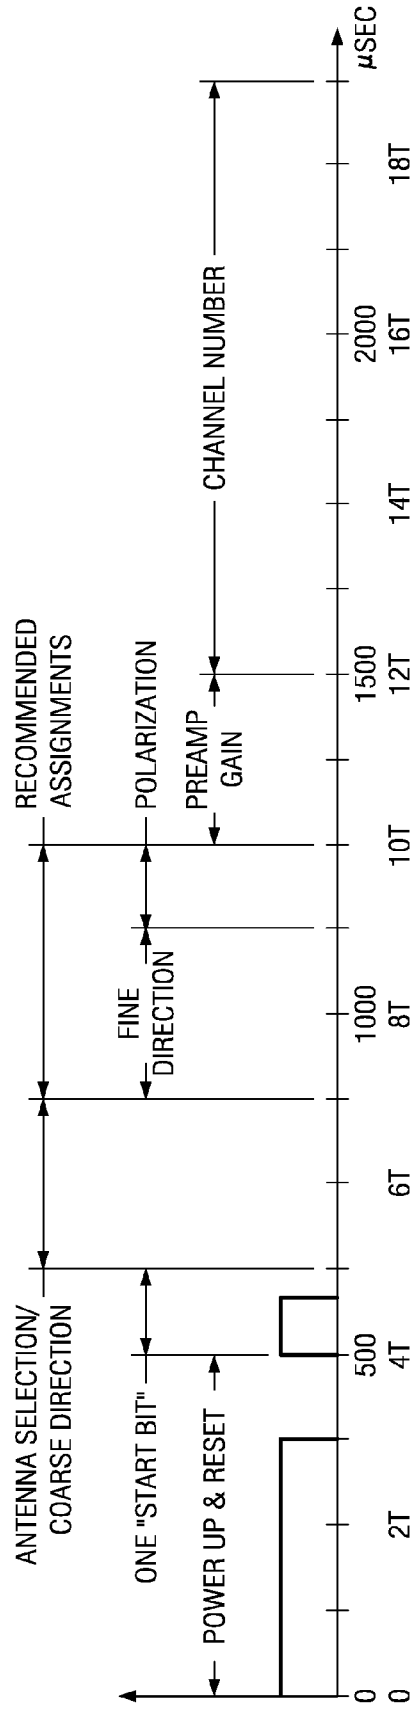 ANTENNA SELECTION/
COARSE DIRECTION
RECOMMENDED
ASSIGNMENTS
ONE "START BIT"
FINE
DIRECTION
POLARIZATION
POWER UP & RESET
PREAMP
GAIN
CHANNEL NUMBER
0 500 1000 1500 2000 μSEC
0 2T 4T 6T 8T 10T 12T 14T 16T 18T